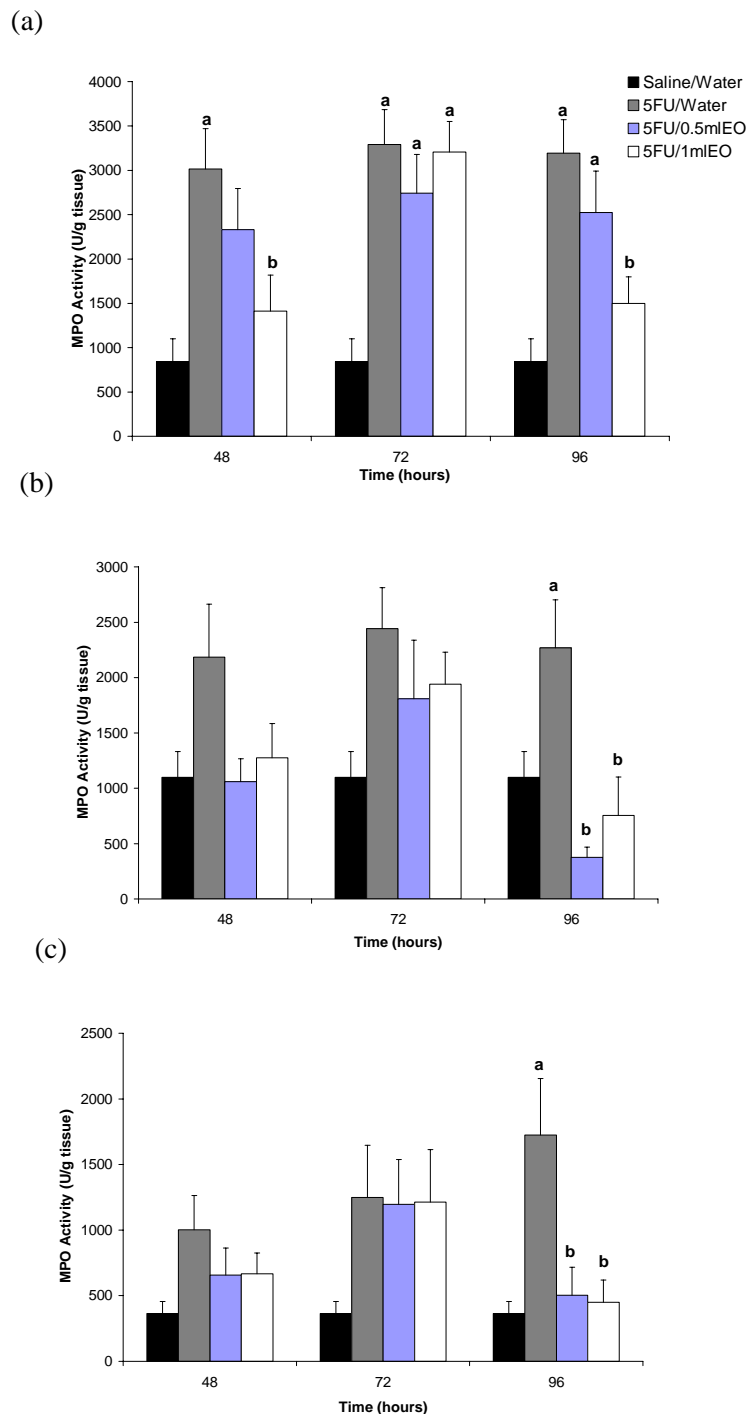 (a)
4000
3500
3000
2500
2000
1500
1000
500
0
MPO Activity (U/g tissue)
a
b
a
a
a
a
a
b
Saline/Water
5FU/Water
5FU/0.5mlEO
5FU/1mlEO
48
72
96
Time (hours)
(b)
3000
2500
2000
1500
1000
500
0
MPO Activity (U/g tissue)
a
b
b
48
72
96
Time (hours)
(c)
2500
2000
1500
1000
500
0
MPO Activity (U/g tissue)
a
b
b
48
72
96
Time (hours)